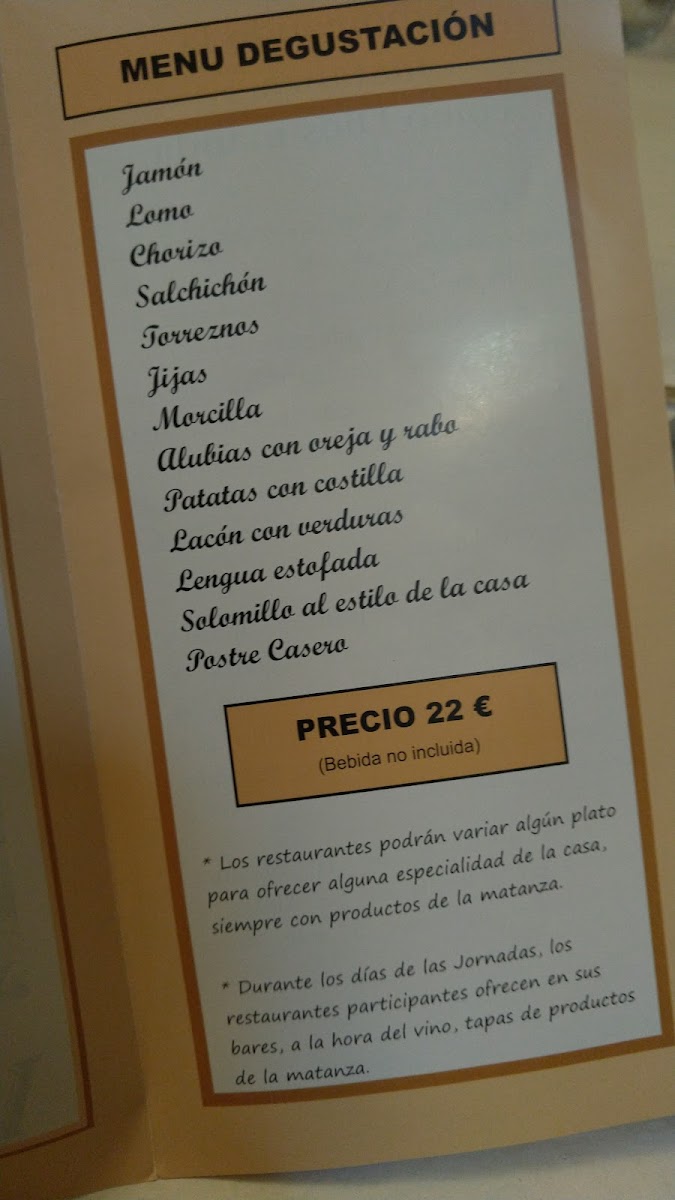 MENU DEGUSTACIÓN
Jamón
Lomo
Chorizo
Salchichón
Torreznos
Jijas
Morcilla
Alubias con oreja y rabo
Patatas con costilla
Lacón con verduras
Lengua estofada
Solomillo al estilo de la casa
Postre Casero
PRECIO 22 €
(Bebida no incluida)
* Los restaurantes podrán variar algún plato
para ofrecer alguna especialidad de la casa,
siempre con productos de la matanza.
* Durante los días de las Jornadas, los
restaurantes participantes ofrecen en sus
bares, a la hora del vino, tapas de productos
de la matanza.